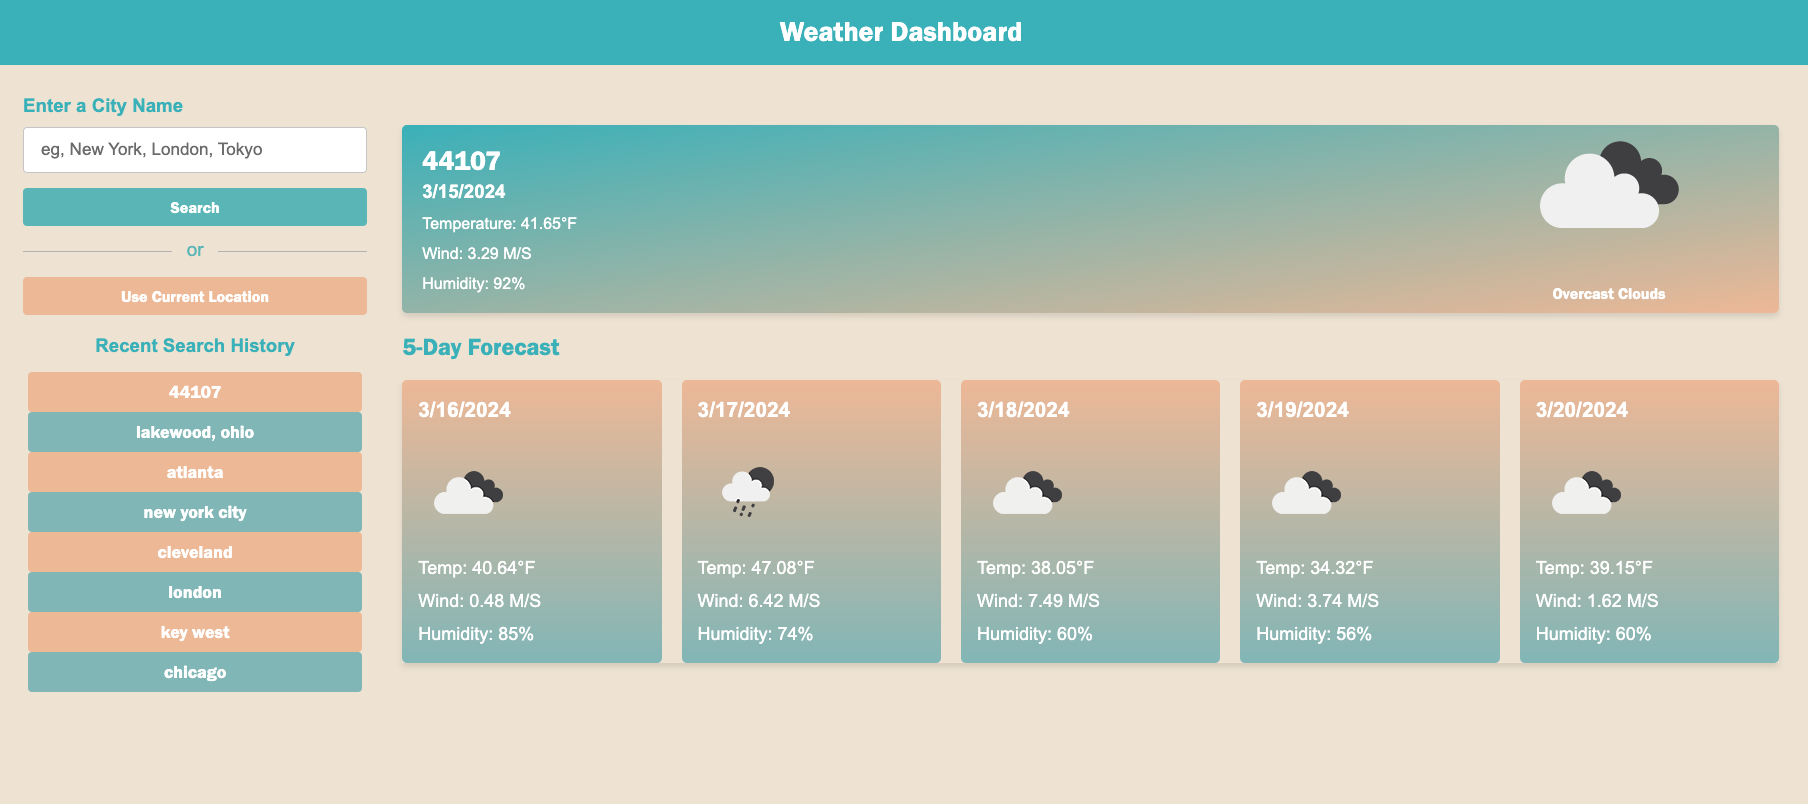 Weather Dashboard
Enter a City Name
eg, New York, London, Tokyo
Search
or
Use Current Location
Recent Search History
44107
lakewood, ohio
atlanta
new york city
cleveland
london
key west
chicago
44107
3/15/2024
Temperature: 41.65°F
Wind: 3.29 M/S
Humidity: 92%
Overcast Clouds
5-Day Forecast
3/16/2024
Temp: 40.64°F
Wind: 0.48 M/S
Humidity: 85%
3/17/2024
Temp: 47.08°F
Wind: 6.42 M/S
Humidity: 74%
3/18/2024
Temp: 38.05°F
Wind: 7.49 M/S
Humidity: 60%
3/19/2024
Temp: 34.32°F
Wind: 3.74 M/S
Humidity: 56%
3/20/2024
Temp: 39.15°F
Wind: 1.62 M/S
Humidity: 60%